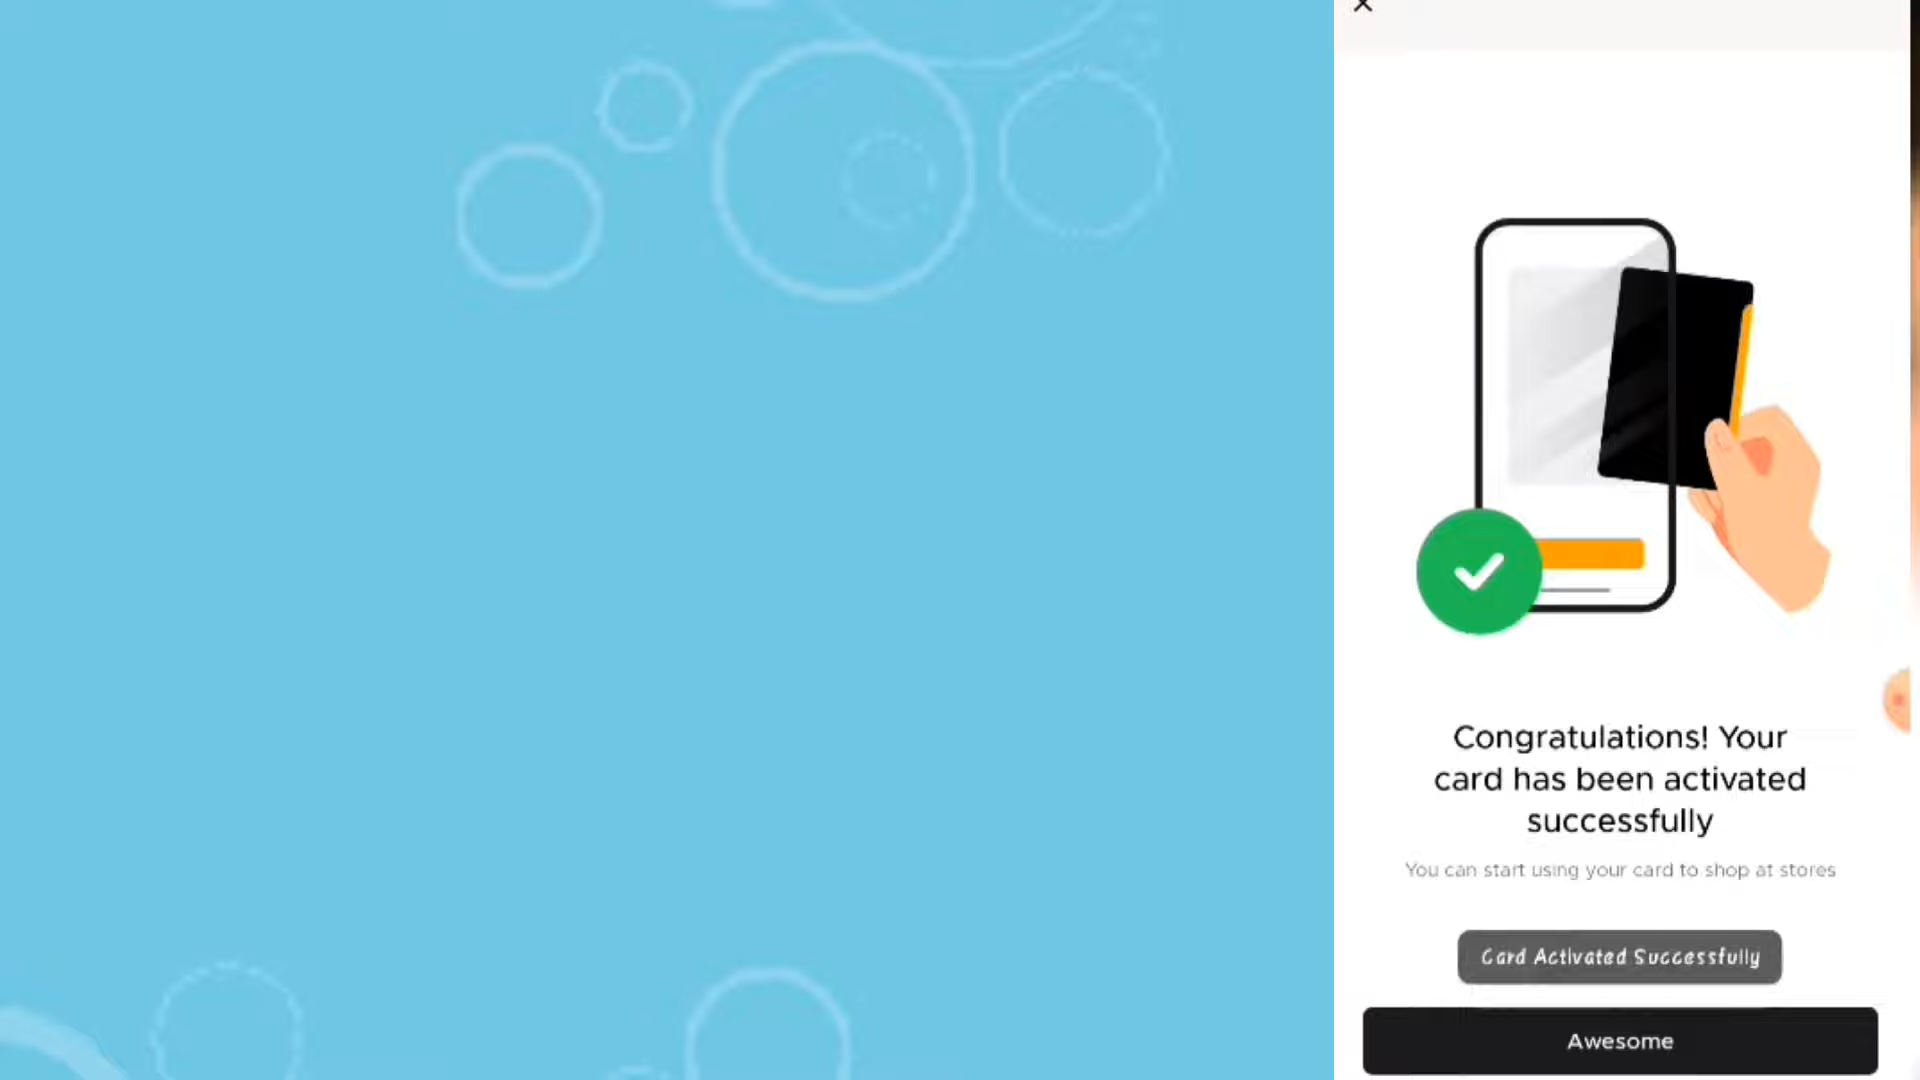 Congratulations! Your
card has been activated
successfully
You can start using your card to shop at stores
Card Activated Successfully
Awesome